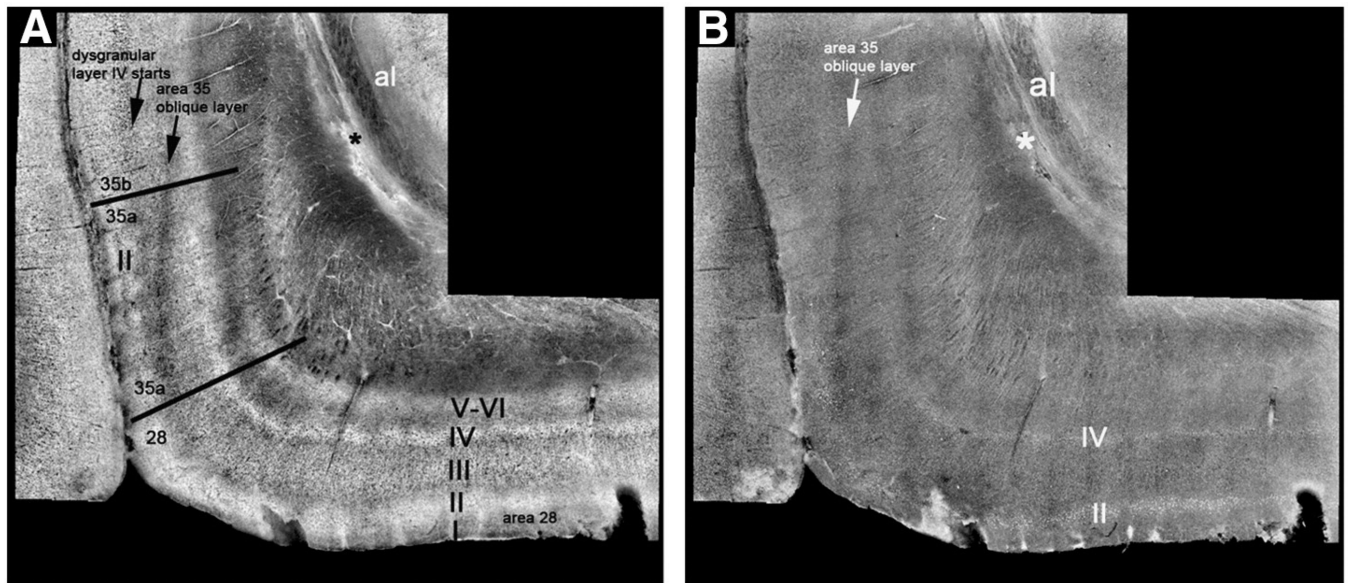 A
dysgranular
layer IV starts
area 35
oblique layer
al
*
35b
35a
II
35a
28
V-VI
IV
III
II
I
area 28
B
area 35
oblique layer
al
*
IV
II